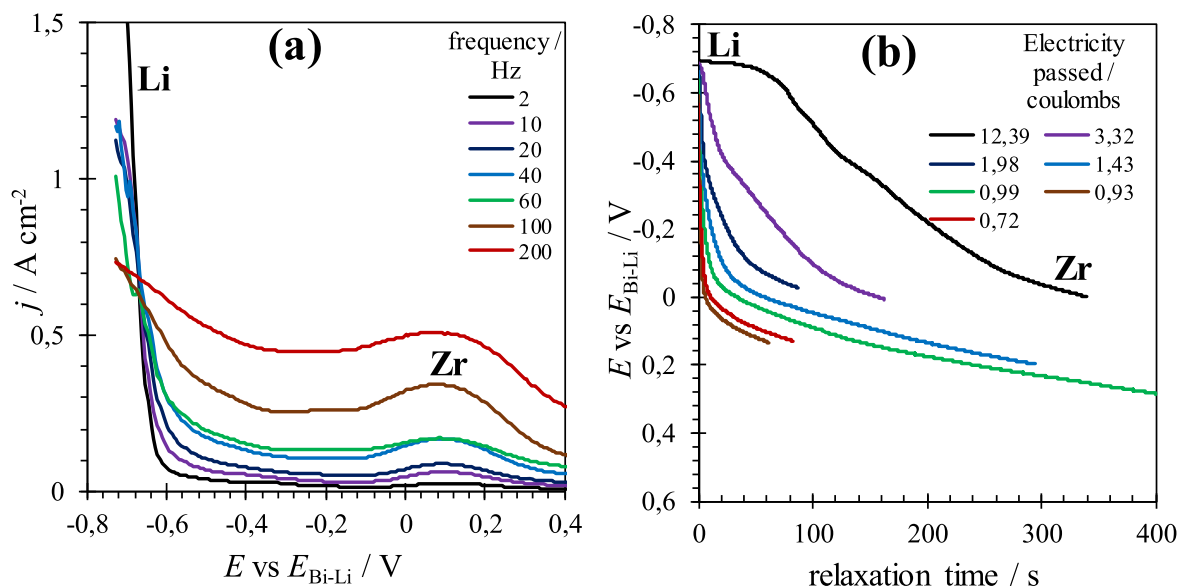 (a)
frequency /
Hz
2
10
20
40
60
100
200
Li
Zr
1,5
1
0,5
0
-0,8
-0,6
-0,4
-0,2
0
0,2
0,4
j / A cm-2
E vs EBi-Li / V
(b)
Electricity
passed /
coulombs
12,39 3,32
1,98 1,43
0,99 0,93
0,72
Li
Zr
-0,8
-0,6
-0,4
-0,2
0
0,2
0,4
0,6
0
100
200
300
400
E vs EBi-Li / V
relaxation time / s